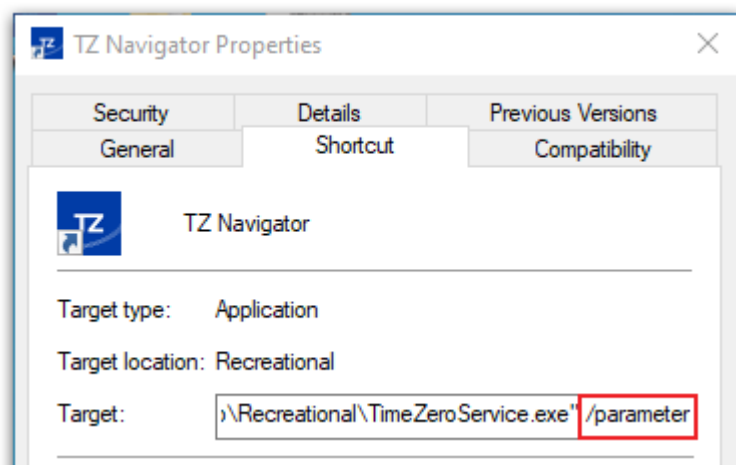 TZ TZ Navigator Properties
Security Details Previous Versions
General Shortcut Compatibility
TZ TZ Navigator
Target type: Application
Target location: Recreational
Target: \Recreational\TimeZeroService.exe" /parameter